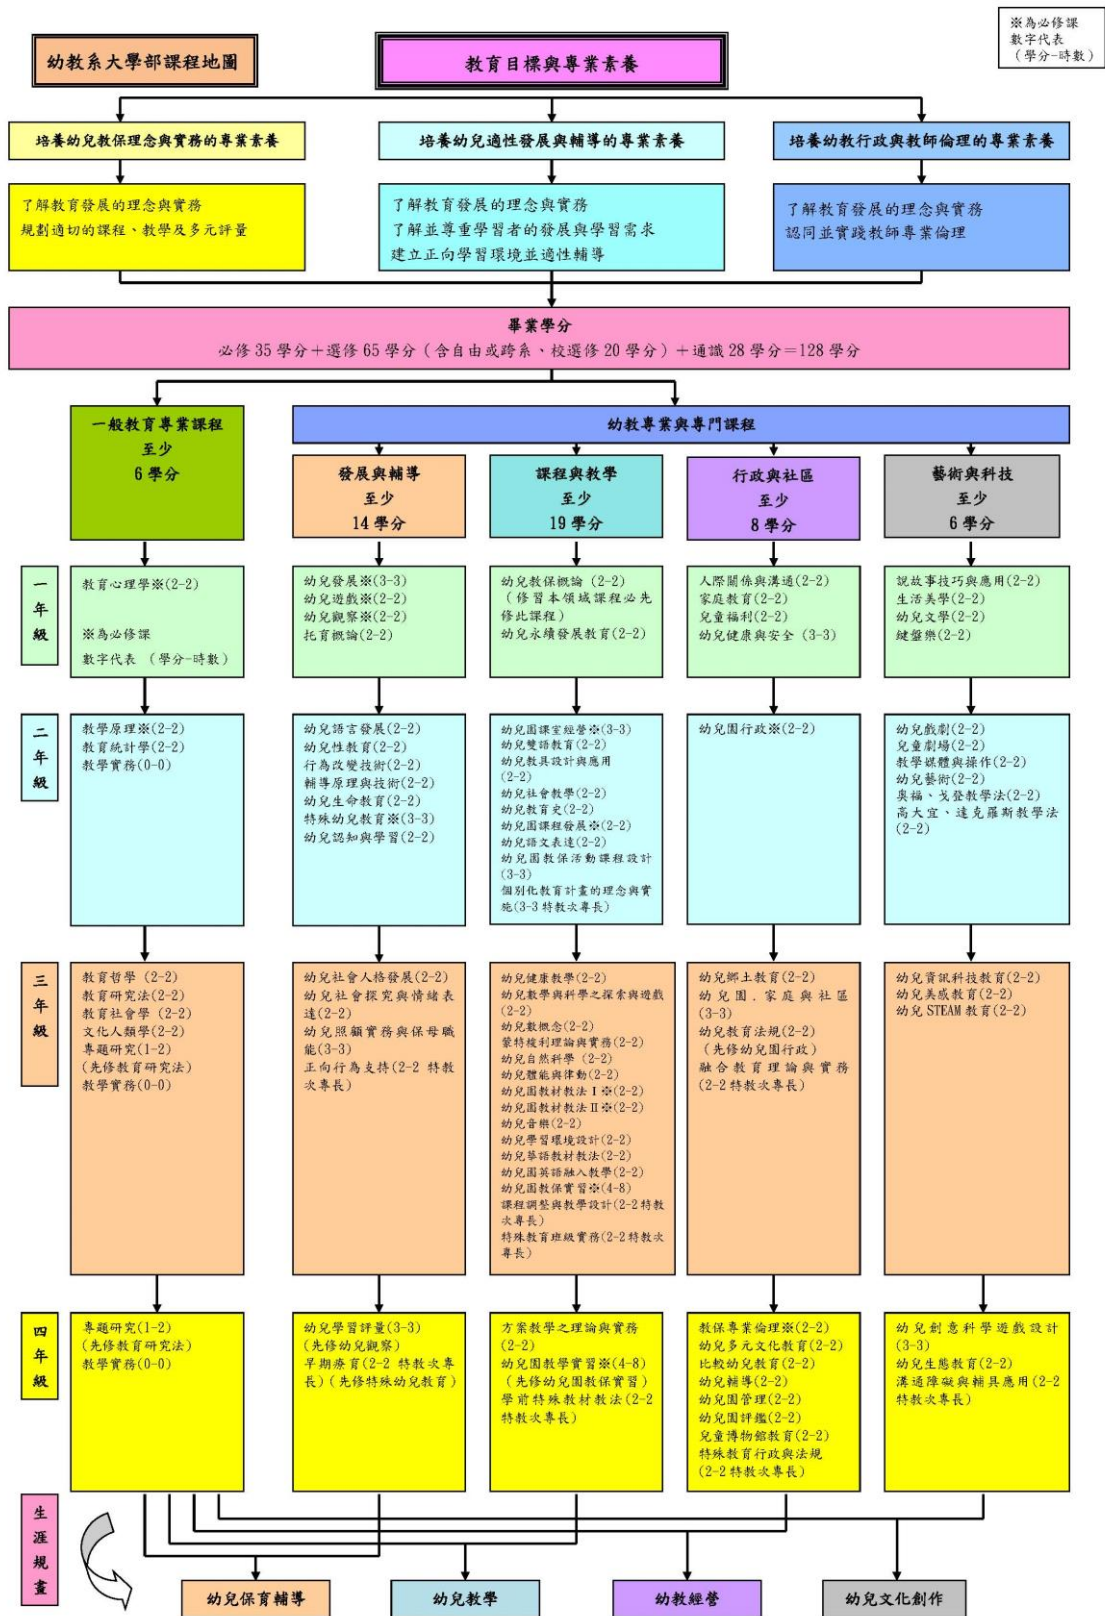 ※為必修課
數字代表
（學分-時數）
幼教系大學部課程地圖
教育目標與專業素養
培養幼兒教保理念與實務的專業素養
培養幼兒適性發展與輔導的專業素養
培養幼教行政與教師倫理的專業素養
了解教育發展的理念與實務
規劃適切的課程、教學及多元評量
了解教育發展的理念與實務
了解並尊重學習者的發展與學習需求
建立正向學習環境並適性輔導
了解教育發展的理念與實務
認同並實踐教師專業倫理
畢業學分
必修 35 學分＋選修 65 學分（含自由或跨系、校選修 20 學分）＋通識 28 學分＝128 學分
一般教育專業課程
至少
6 學分
幼教專業與專門課程
發展與輔導
至少
14 學分
課程與教學
至少
19 學分
行政與社區
至少
8 學分
藝術與科技
至少
6 學分
一年級
教育心理學※(2-2)
※為必修課
數字代表 （學分-時數）
幼兒發展※(3-3)
幼兒遊戲※(2-2)
幼兒觀察※(2-2)
托育概論(2-2)
幼兒教保概論 (2-2)
（修習本領域課程必先
修此課程）
幼兒永續發展教育(2-2)
人際關係與溝通(2-2)
家庭教育(2-2)
兒童福利(2-2)
幼兒健康與安全 (3-3)
說故事技巧與應用(2-2)
生活美學(2-2)
幼兒文學(2-2)
鍵盤樂(2-2)
二年級
教學原理※(2-2)
教育統計學(2-2)
教學實務(0-0)
幼兒語言發展(2-2)
幼兒性教育(2-2)
行為改變技術(2-2)
輔導原理與技術(2-2)
幼兒生命教育(2-2)
特殊幼兒教育※(3-3)
幼兒認知與學習(2-2)
幼兒園課室經營※(3-3)
幼兒雙語教育(2-2)
幼兒教具設計與應用
(2-2)
幼兒社會教學(2-2)
幼兒教育史(2-2)
幼兒園課程發展※(2-2)
幼兒語文表達(2-2)
幼兒園教保活動課程設計
(3-3)
個別化教育計畫的理念與實
施(3-3 特教次專長)
幼兒園行政※(2-2)
幼兒戲劇(2-2)
兒童劇場(2-2)
教學媒體與操作(2-2)
幼兒藝術(2-2)
奧福、戈登教學法(2-2)
高大宜、達克羅斯教學法
(2-2)
三年級
教育哲學 (2-2)
教育研究法(2-2)
教育社會學 (2-2)
文化人類學(2-2)
專題研究(1-2)
(先修教育研究法)
教學實務(0-0)
幼兒社會人格發展(2-2)
幼兒社會探究與情緒表
達(2-2)
幼兒照顧實務與保母職
能(3-3)
正向行為支持(2-2 特教
次專長)
幼兒健康教學(2-2)
幼兒數學與科學之探索與遊戲
(2-2)
幼兒數概念(2-2)
蒙特梭利理論與實務(2-2)
幼兒自然科學 (2-2)
幼兒體能與律動(2-2)
幼兒園教材教法 I ※(2-2)
幼兒園教材教法 II ※(2-2)
幼兒音樂(2-2)
幼兒學習環境設計(2-2)
幼兒華語教材教法(2-2)
幼兒園英語融入教學(2-2)
幼兒園教保實習※(4-8)
課程調整與教學設計(2-2 特教
次專長)
特殊教育班級實務(2-2 特教次
專長)
幼兒鄉土教育(2-2)
幼兒園．家庭與社區
(3-3)
幼兒教育法規(2-2)
（先修幼兒園行政）
融合教育理論與實務
(2-2 特教次專長)
幼兒資訊科技教育(2-2)
幼兒美感教育(2-2)
幼兒 STEAM 教育(2-2)
四年級
專題研究(1-2)
(先修教育研究法)
教學實務(0-0)
幼兒學習評量(3-3)
(先修幼兒觀察)
早期療育(2-2 特教次專
長)(先修特殊幼兒教育)
方案教學之理論與實務
(2-2)
幼兒園教學實習※(4-8)
(先修幼兒園教保實習)
學前特殊教材教法(2-2
特教次專長)
教保專業倫理※(2-2)
幼兒多元文化教育(2-2)
比較幼兒教育(2-2)
幼兒輔導(2-2)
幼兒園管理(2-2)
幼兒園評鑑(2-2)
兒童博物館教育(2-2)
特殊教育行政與法規
(2-2 特教次專長)
幼兒創意科學遊戲設計
(3-3)
幼兒生態教育(2-2)
溝通障礙與輔具應用(2-2
特教次專長)
生涯規畫
幼兒保育輔導
幼兒教學
幼教經營
幼兒文化創作